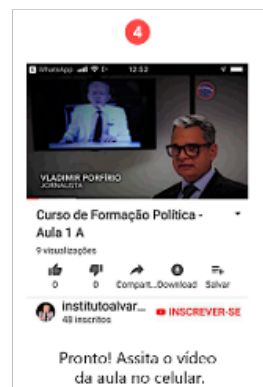 4
WhatsApp 12:52
VLADIMIR PORFÍRIO
JORNALISTA
Curso de Formação Política -
Aula 1 A
9 visualizações
0 0 Compart... Download Salvar
institutoalvar... INSCREVER-SE
48 inscritos
Pronto! Assita o vídeo
da aula no celular.